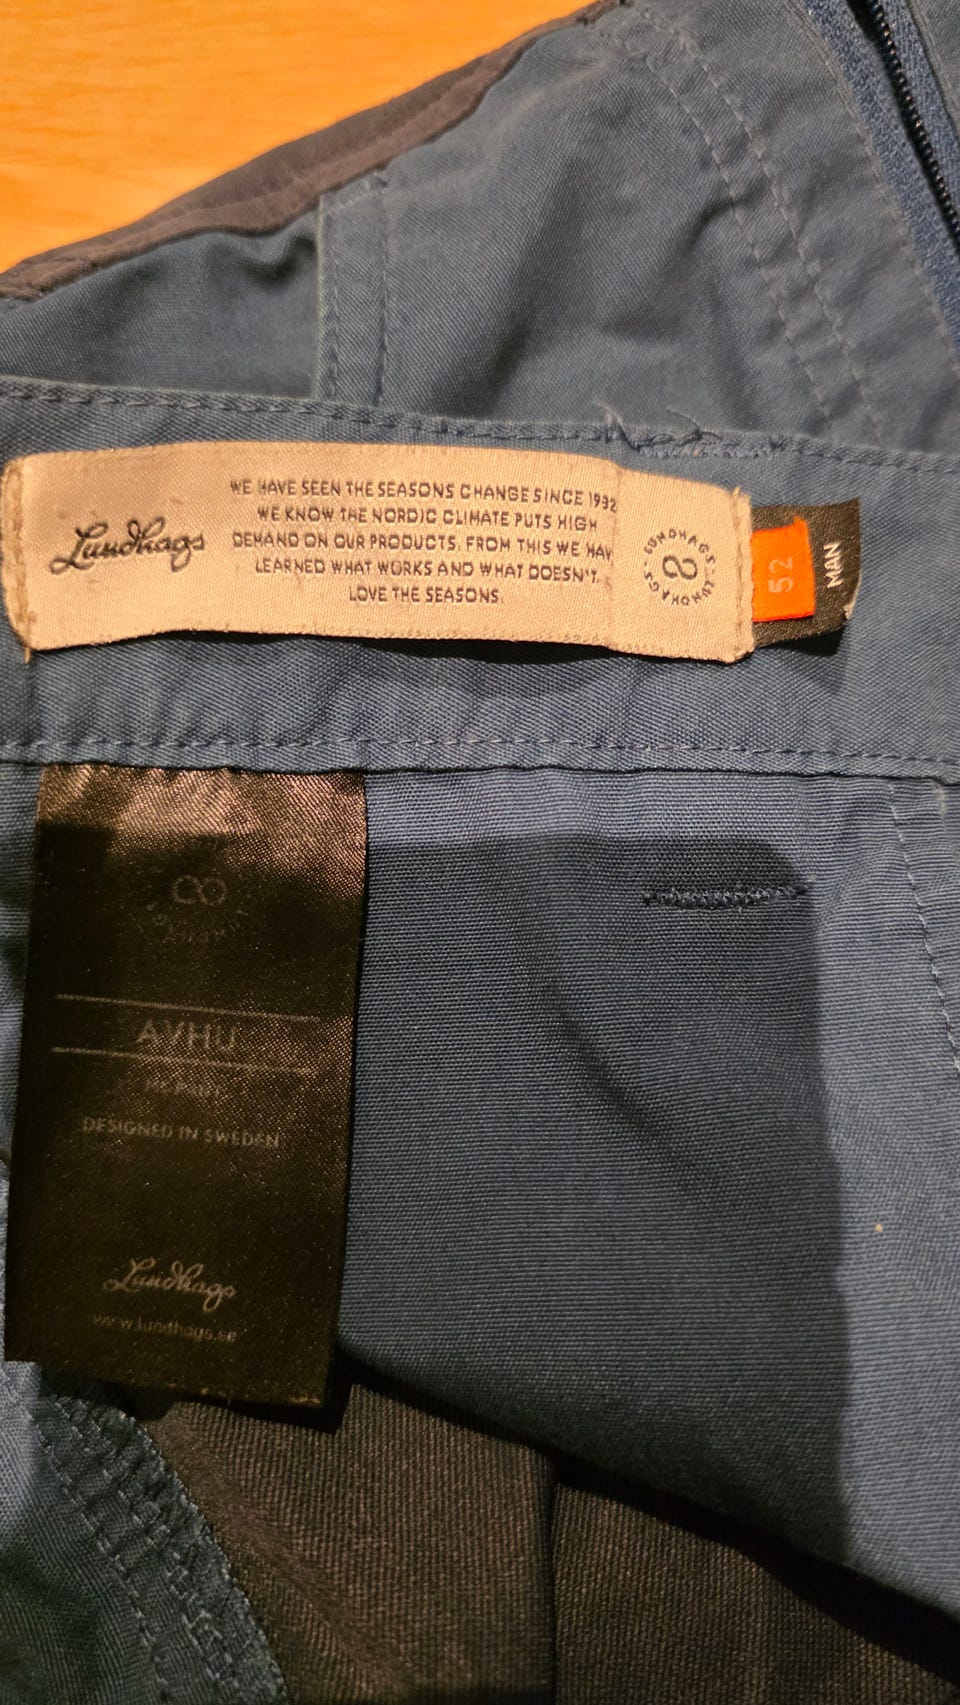 Lundhags
WE HAVE SEEN THE SEASONS CHANGE SINCE 1932
WE KNOW THE NORDIC CLIMATE PUTS HIGH
DEMAND ON OUR PRODUCTS. FROM THIS WE HAV
LEARNED WHAT WORKS AND WHAT DOESN'T.
LOVE THE SEASONS.
LUNDHAGS · LUNDHAGS ·
52
MAN
AVHU
DESIGNED IN SWEDEN
Lundhags
www.lundhags.se